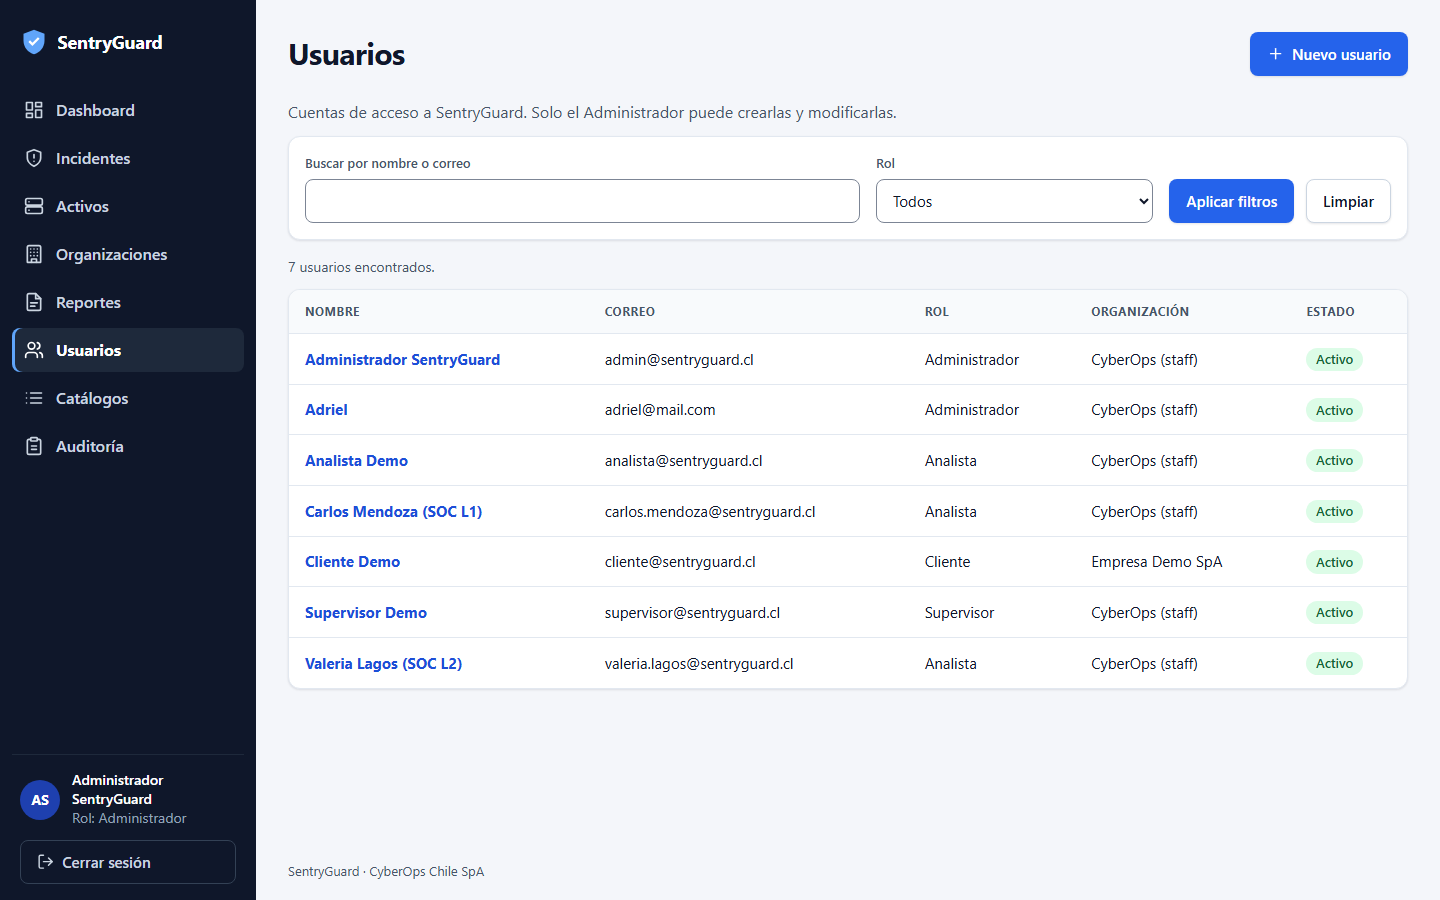 SentryGuard
Dashboard
Incidentes
Activos
Organizaciones
Reportes
Usuarios
Catálogos
Auditoría
AS
Administrador
SentryGuard
Rol: Administrador
Cerrar sesión
Usuarios
Nuevo usuario
Cuentas de acceso a SentryGuard. Solo el Administrador puede crearlas y modificarlas.
Buscar por nombre o correo
Rol
Todos
Aplicar filtros
Limpiar
7 usuarios encontrados.
NOMBRE CORREO ROL ORGANIZACIÓN ESTADO
Administrador SentryGuard admin@sentryguard.cl Administrador CyberOps (staff) Activo
Adriel adriel@mail.com Administrador CyberOps (staff) Activo
Analista Demo analista@sentryguard.cl Analista CyberOps (staff) Activo
Carlos Mendoza (SOC L1) carlos.mendoza@sentryguard.cl Analista CyberOps (staff) Activo
Cliente Demo cliente@sentryguard.cl Cliente Empresa Demo SpA Activo
Supervisor Demo supervisor@sentryguard.cl Supervisor CyberOps (staff) Activo
Valeria Lagos (SOC L2) valeria.lagos@sentryguard.cl Analista CyberOps (staff) Activo
SentryGuard · CyberOps Chile SpA